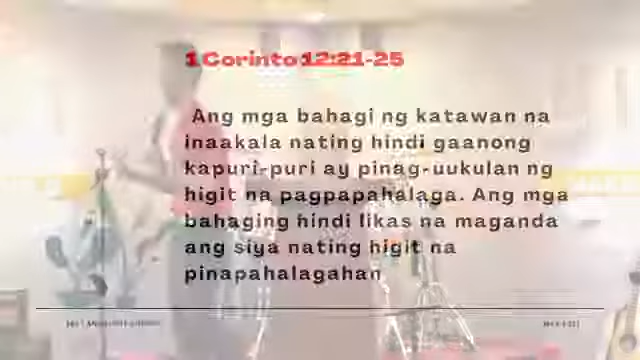 1 Corinto 12:21-25
Ang mga bahagi ng katawan na
inaakala nating hindi gaanong
kapuri-puri ay pinag-uukulan ng
higit na pagpapahalaga. Ang mga
bahaging hindi likas na maganda
ang siya nating higit na
pinapahalagahan